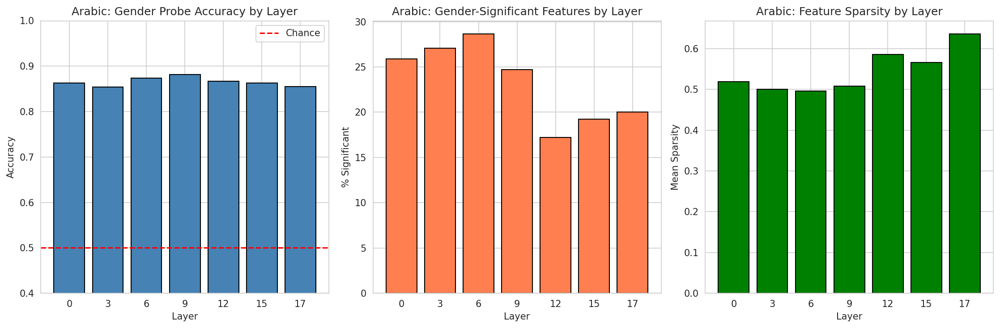 Arabic: Gender Probe Accuracy by Layer
1.0
0.9
0.8
0.7
0.6
0.5
0.4
Accuracy
Chance
0 3 6 9 12 15 17
Layer
Arabic: Gender-Significant Features by Layer
30
25
20
15
10
5
0
% Significant
0 3 6 9 12 15 17
Layer
Arabic: Feature Sparsity by Layer
0.6
0.5
0.4
0.3
0.2
0.1
0.0
Mean Sparsity
0 3 6 9 12 15 17
Layer